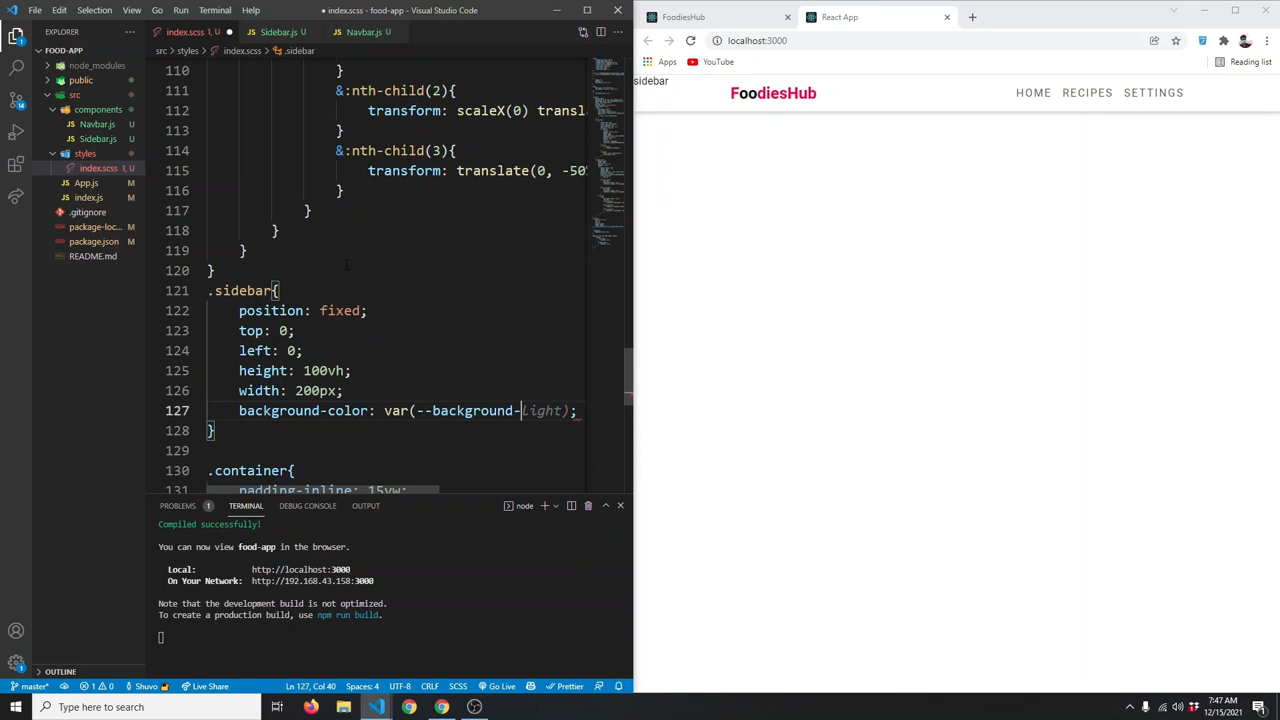 File Edit Selection View Go Run Terminal Help ● index.scss - food-app - Visual Studio Code
EXPLORER ···
FOOD-APP
node_modules
public
src
components
Navbar.js U
Sidebar.js U
styles
index.scss 1, U
App.js M
index.js M
.gitignore
package-loc... M
package.json M
README.md
OUTLINE
index.scss 1, U Sidebar.js U Navbar.js U
src > styles > index.scss > .sidebar
110 }
111 &:nth-child(2){
112 transform: scaleX(0) transl
113 }
114 &:nth-child(3){
115 transform: translate(0, -50
116 }
117 }
118 }
119 }
120 }
121 .sidebar{
122 position: fixed;
123 top: 0;
124 left: 0;
125 height: 100vh;
126 width: 200px;
127 background-color: var(--background-light);
128 }
129
130 .container{
131 padding-inline: 15vw;
PROBLEMS 1 TERMINAL DEBUG CONSOLE OUTPUT node
Compiled successfully!
You can now view food-app in the browser.
Local: http://localhost:3000
On Your Network: http://192.168.43.158:3000
Note that the development build is not optimized.
To create a production build, use npm run build.
master* 1 0 Shuvo Live Share Ln 127, Col 40 Spaces: 4 UTF-8 CRLF SCSS Go Live Prettier
FoodiesHub React App
localhost:3000
Apps YouTube Reading list
sidebar
FoodiesHub HOME RECIPES SETTINGS
Type here to search
7:47 AM
12/15/2021